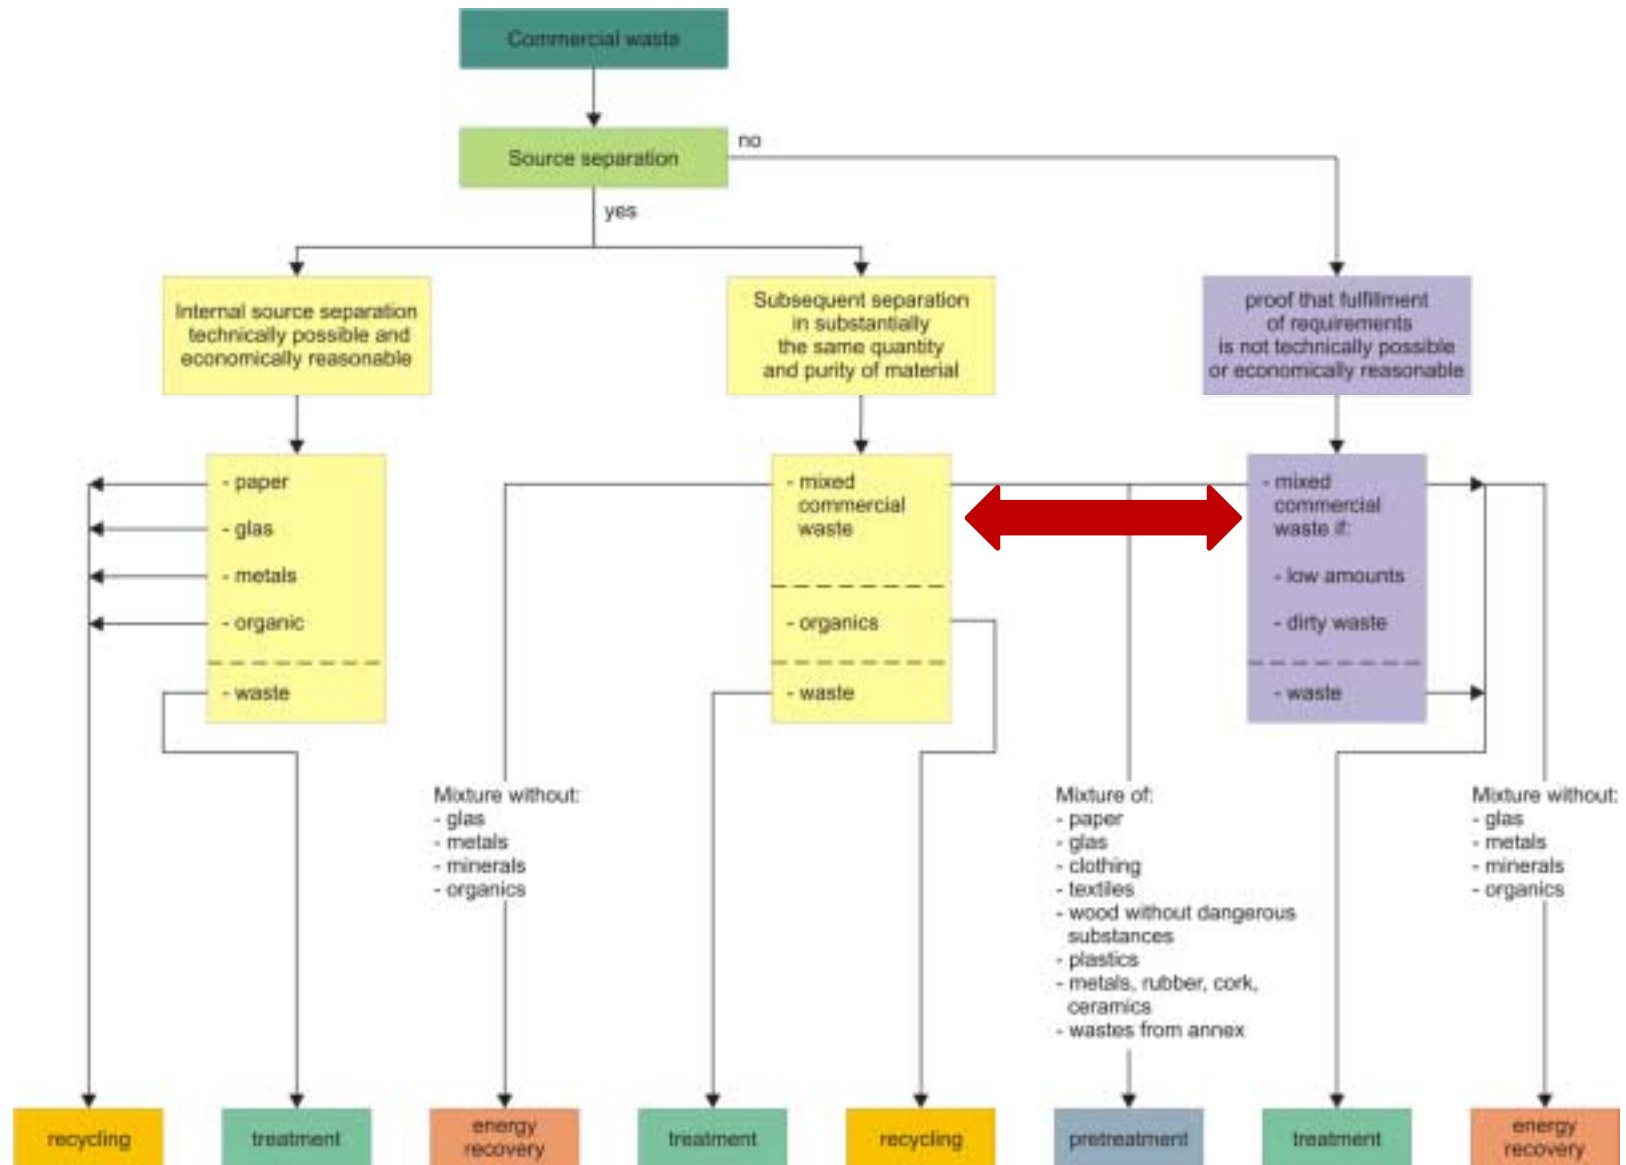 Commercial waste
Source separation
no
yes
Internal source separation
technically possible and
economically reasonable
Subsequent separation
in substantially
the same quantity
and purity of material
proof that fulfillment
of requirements
is not technically possible
or economically reasonable
- paper
- glas
- metals
- organic
- waste
- mixed
commercial
waste
- organics
- waste
- mixed
commercial
waste if:
- low amounts
- dirty waste
- waste
Mixture without:
- glas
- metals
- minerals
- organics
Mixture of:
- paper
- glas
- clothing
- textiles
- wood without dangerous
substances
- plastics
- metals, rubber, cork,
ceramics
- wastes from annex
Mixture without:
- glas
- metals
- minerals
- organics
recycling
treatment
energy
recovery
treatment
recycling
pretreatment
treatment
energy
recovery